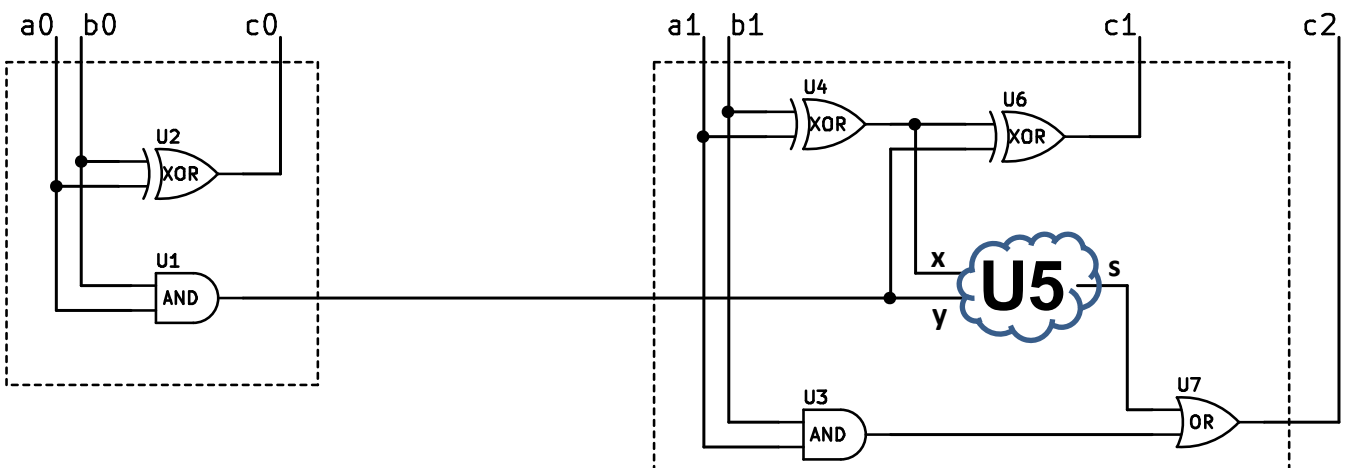 a0 b0 c0 a1 b1 c1 c2
U4
XOR
U6
XOR
U2
XOR
U1
AND
x
y
U5
s
U3
AND
U7
OR